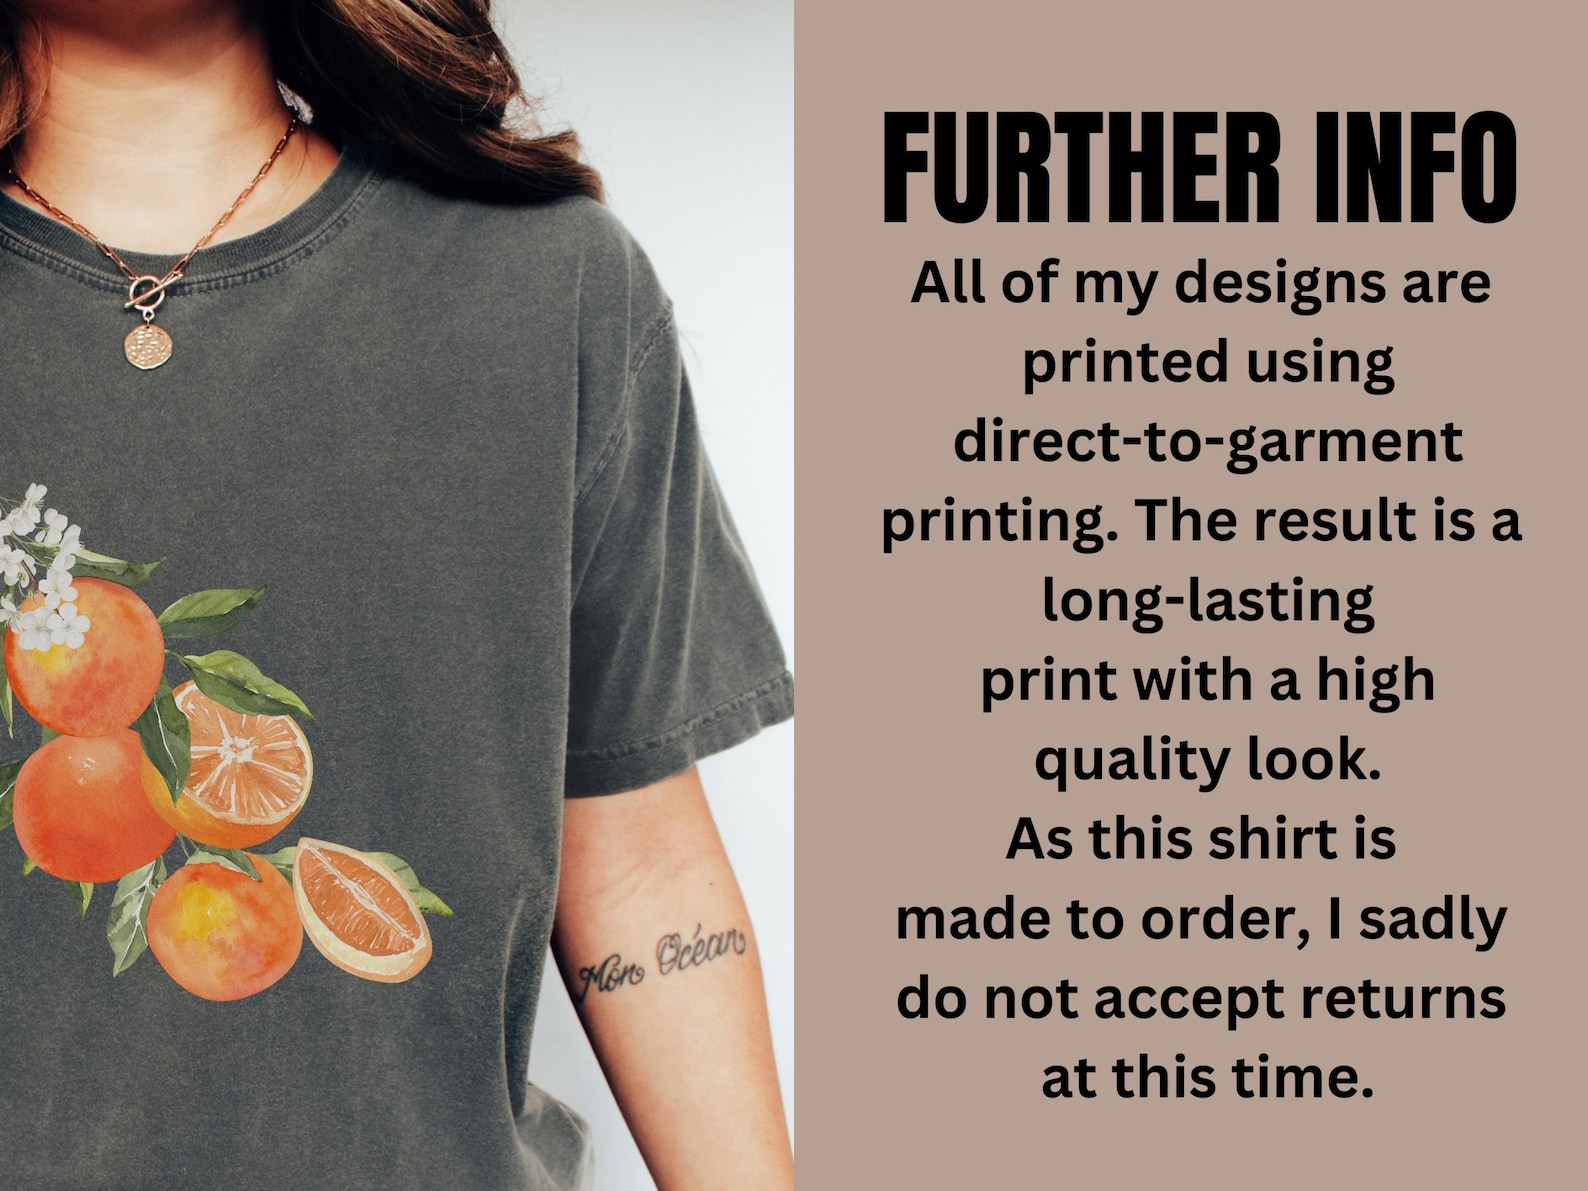 FURTHER INFO
All of my designs are
printed using
direct-to-garment
printing. The result is a
long-lasting
print with a high
quality look.
As this shirt is
made to order, I sadly
do not accept returns
at this time.
Món Océan